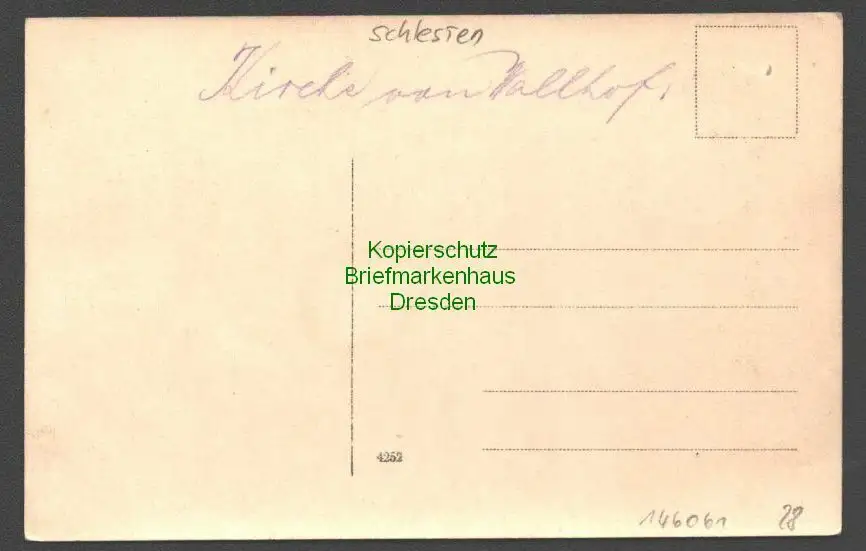 Schlesien
Kirche von Wallhof.
Kopierschutz
Briefmarkenhaus
Dresden
4252
146061 28